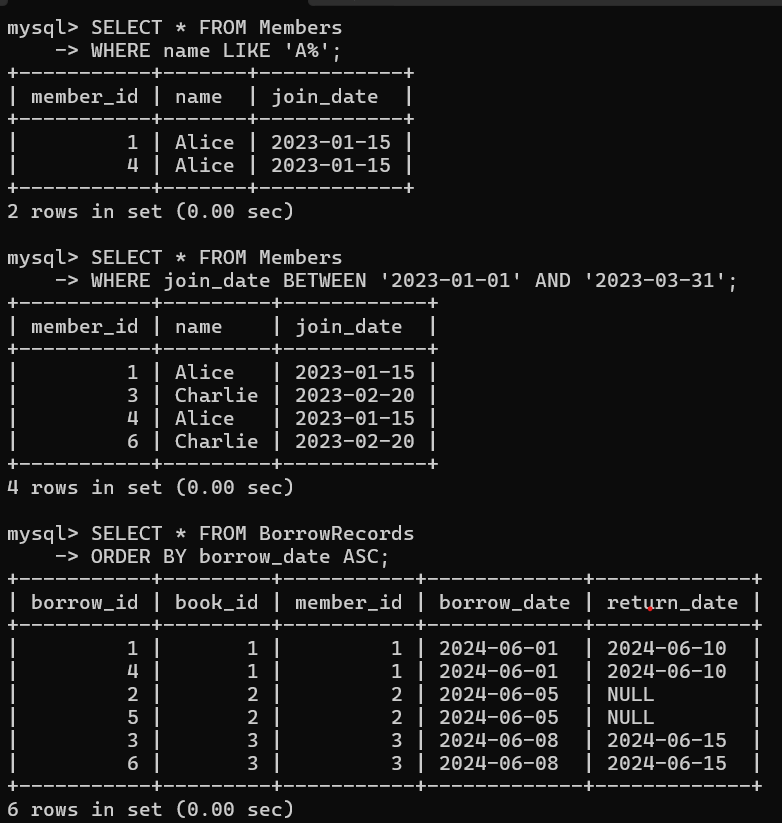 mysql> SELECT * FROM Members
    -> WHERE name LIKE 'A%';
+-----------+-------+------------+
| member_id | name  | join_date  |
+-----------+-------+------------+
|         1 | Alice | 2023-01-15 |
|         4 | Alice | 2023-01-15 |
+-----------+-------+------------+
2 rows in set (0.00 sec)

mysql> SELECT * FROM Members
    -> WHERE join_date BETWEEN '2023-01-01' AND '2023-03-31';
+-----------+---------+------------+
| member_id | name    | join_date  |
+-----------+---------+------------+
|         1 | Alice   | 2023-01-15 |
|         3 | Charlie | 2023-02-20 |
|         4 | Alice   | 2023-01-15 |
|         6 | Charlie | 2023-02-20 |
+-----------+---------+------------+
4 rows in set (0.00 sec)

mysql> SELECT * FROM BorrowRecords
    -> ORDER BY borrow_date ASC;
+-----------+---------+-----------+-------------+-------------+
| borrow_id | book_id | member_id | borrow_date | return_date |
+-----------+---------+-----------+-------------+-------------+
|         1 |       1 |         1 | 2024-06-01  | 2024-06-10  |
|         4 |       1 |         1 | 2024-06-01  | 2024-06-10  |
|         2 |       2 |         2 | 2024-06-05  | NULL        |
|         5 |       2 |         2 | 2024-06-05  | NULL        |
|         3 |       3 |         3 | 2024-06-08  | 2024-06-15  |
|         6 |       3 |         3 | 2024-06-08  | 2024-06-15  |
+-----------+---------+-----------+-------------+-------------+
6 rows in set (0.00 sec)